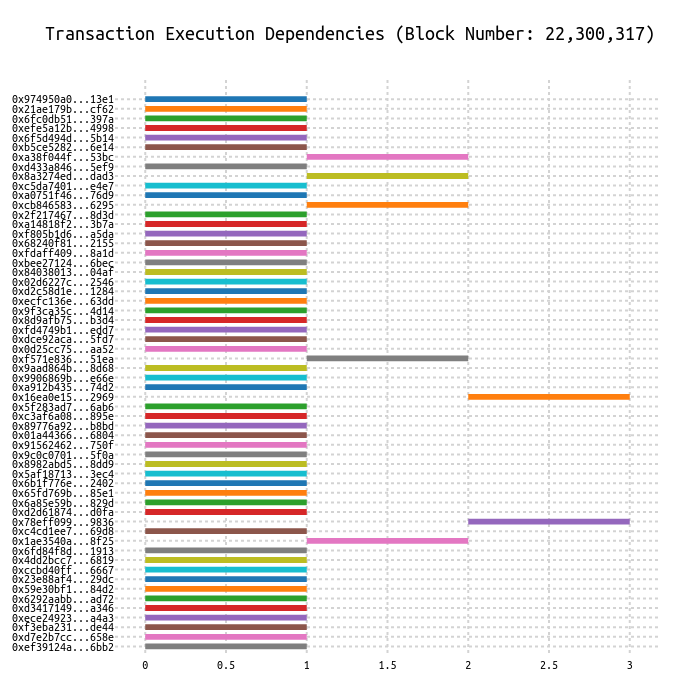 Transaction Execution Dependencies (Block Number: 22,300,317)
0x974950a0...13e1
0x21ae179b...cf62
0x6fc0db51...397a
0xefe5a12b...4998
0x6f5d494d...5b14
0xb5ce5282...6e14
0xa38f044f...53bc
0xd433a846...5ef9
0x8a3274ed...dad3
0xc5da7401...e4e7
0xa0751f46...76d9
0xcb846583...6295
0x2f217467...8d3d
0xa14818f2...3b7a
0xf805b1d6...a5da
0x68240f81...2155
0xfdaff409...8a1d
0xbee27124...6bec
0x84038013...04af
0x02d6227c...2546
0xd2c58d1e...1284
0xecfc136e...63dd
0x9f3ca35c...4d14
0x8d9afb75...b3d4
0xfd4749b1...edd7
0xdce92aca...5fd7
0x0d25cc75...aa52
0xf571e836...51ea
0x9aad864b...8d68
0x9906869b...e66e
0xa912b435...74d2
0x16ea0e15...2969
0x5f283ad7...6ab6
0xc3af6a08...895e
0x89776a92...b8bd
0x01a44366...6804
0x91562462...750f
0x9c0c0701...5f0a
0x8982abd5...8dd9
0x5af18713...3ec4
0x6b1f776e...2402
0x65fd769b...85e1
0x6a85e59b...829d
0xd2d61874...d0fa
0x78eff099...9836
0xc4cd1ee7...69d8
0x1ae3540a...8f25
0x6fd84f8d...1913
0x4dd2bcc7...6819
0xccbd40ff...6667
0x23e88af4...29dc
0x59e30bf1...84d2
0x6292aabb...ad72
0xd3417149...a346
0xece24923...a4a3
0xf3eba231...de44
0xd7e2b7cc...658e
0xef39124a...6bb2
0 0.5 1 1.5 2 2.5 3